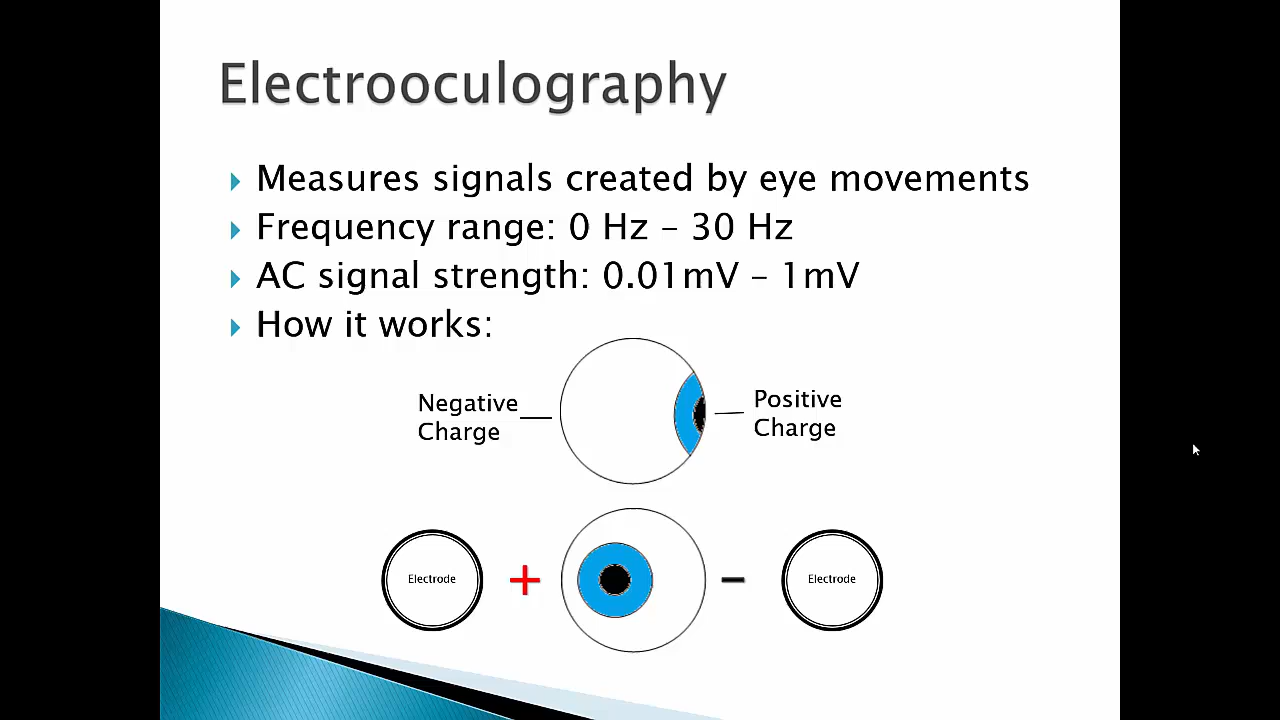 Electrooculography
Measures signals created by eye movements
Frequency range: 0 Hz – 30 Hz
AC signal strength: 0.01mV – 1mV
How it works:
Negative
Charge
Positive
Charge
Electrode
+
–
Electrode